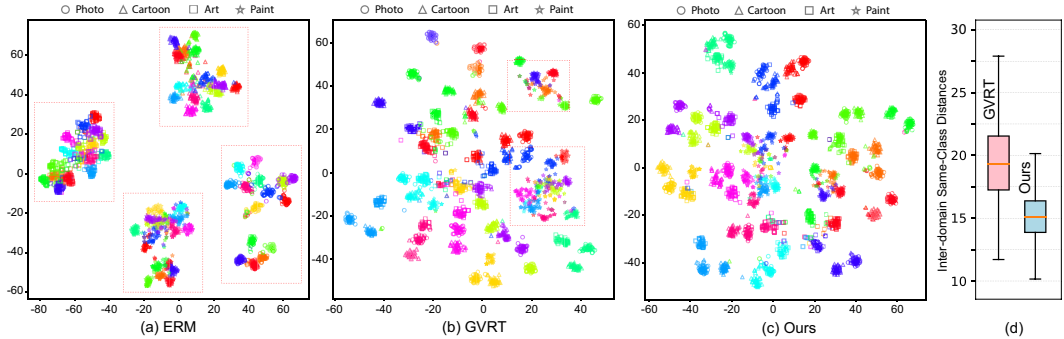 Photo Cartoon Art Paint
60
40
20
0
-20
-40
-60
-80 -60 -40 -20 0 20 40 60
(a) ERM
Photo Cartoon Art Paint
60
40
20
0
-20
-40
-60 -40 -20 0 20 40
(b) GVRT
Photo Cartoon Art Paint
60
40
20
0
-20
-40
-60 -40 -20 0 20 40 60
(c) Ours
Inter-domain Same-Class Distances
30
25
20
15
10
GVRT
Ours
(d)